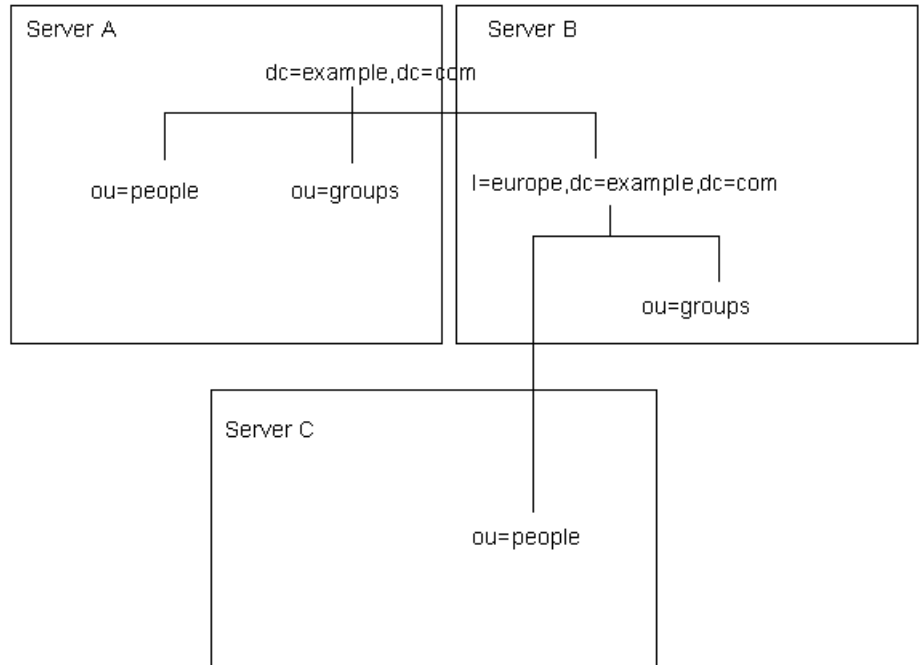 Server A
Server B
dc=example,dc=com
ou=people
ou=groups
l=europe,dc=example,dc=com
ou=groups
Server C
ou=people